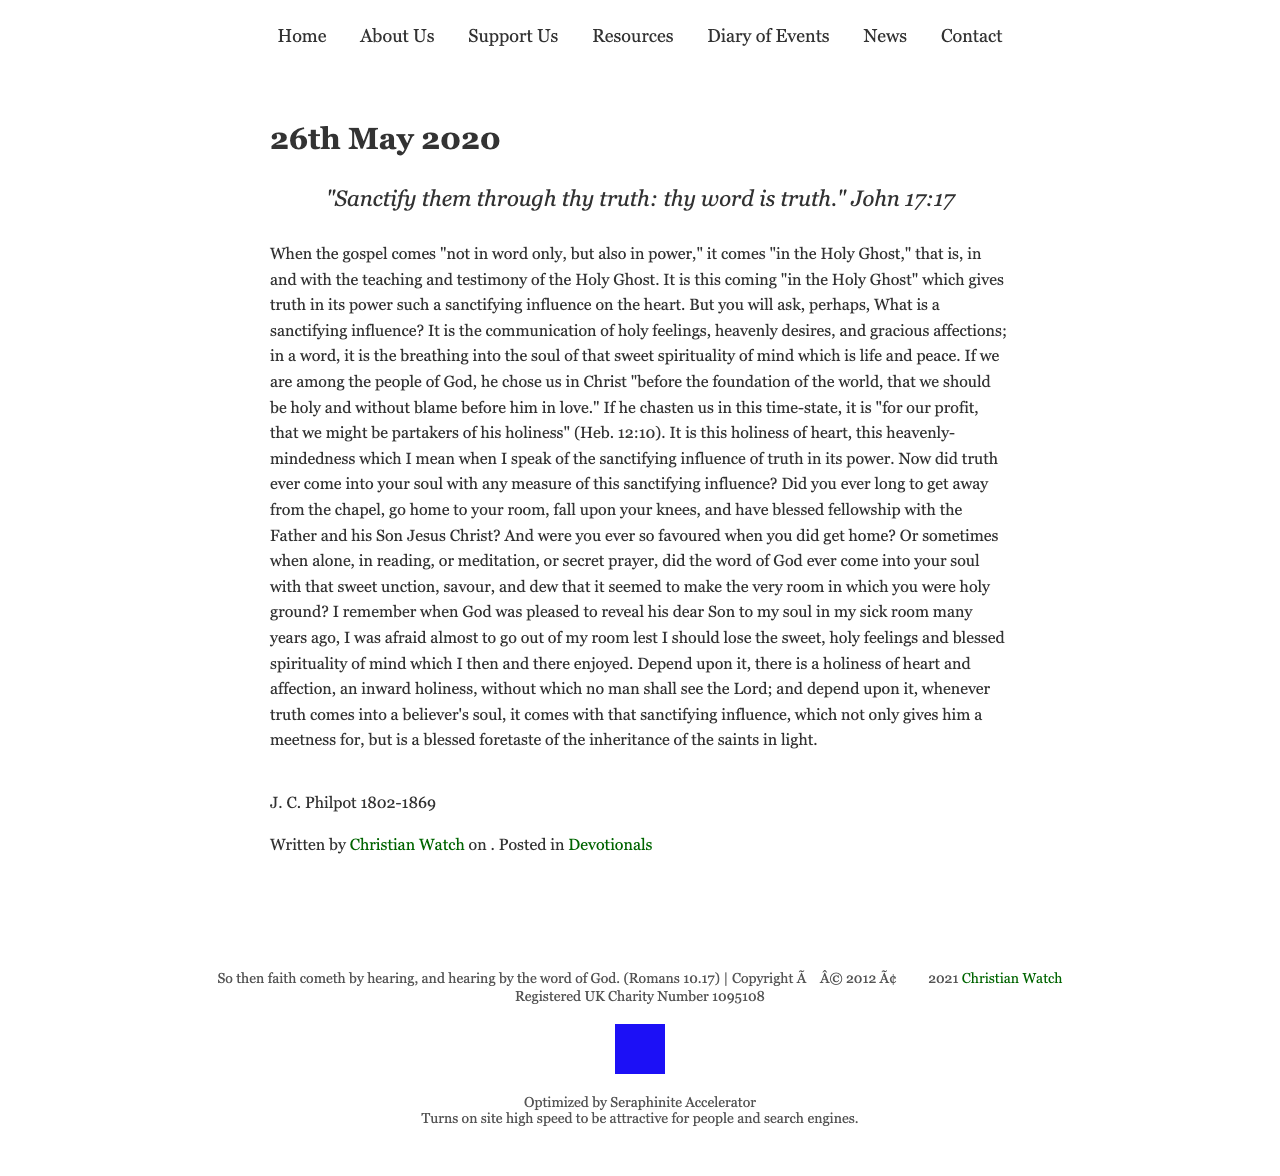 Home About Us Support Us Resources Diary of Events News Contact
26th May 2020
"Sanctify them through thy truth: thy word is truth." John 17:17
When the gospel comes "not in word only, but also in power," it comes "in the Holy Ghost," that is, in
and with the teaching and testimony of the Holy Ghost. It is this coming "in the Holy Ghost" which gives
truth in its power such a sanctifying influence on the heart. But you will ask, perhaps, What is a
sanctifying influence? It is the communication of holy feelings, heavenly desires, and gracious affections;
in a word, it is the breathing into the soul of that sweet spirituality of mind which is life and peace. If we
are among the people of God, he chose us in Christ "before the foundation of the world, that we should
be holy and without blame before him in love." If he chasten us in this time-state, it is "for our profit,
that we might be partakers of his holiness" (Heb. 12:10). It is this holiness of heart, this heavenly-
mindedness which I mean when I speak of the sanctifying influence of truth in its power. Now did truth
ever come into your soul with any measure of this sanctifying influence? Did you ever long to get away
from the chapel, go home to your room, fall upon your knees, and have blessed fellowship with the
Father and his Son Jesus Christ? And were you ever so favoured when you did get home? Or sometimes
when alone, in reading, or meditation, or secret prayer, did the word of God ever come into your soul
with that sweet unction, savour, and dew that it seemed to make the very room in which you were holy
ground? I remember when God was pleased to reveal his dear Son to my soul in my sick room many
years ago, I was afraid almost to go out of my room lest I should lose the sweet, holy feelings and blessed
spirituality of mind which I then and there enjoyed. Depend upon it, there is a holiness of heart and
affection, an inward holiness, without which no man shall see the Lord; and depend upon it, whenever
truth comes into a believer's soul, it comes with that sanctifying influence, which not only gives him a
meetness for, but is a blessed foretaste of the inheritance of the saints in light.
J. C. Philpot 1802-1869
Written by Christian Watch on . Posted in Devotionals
So then faith cometh by hearing, and hearing by the word of God. (Romans 10.17) | Copyright Ã Â© 2012 Ã¢ 2021 Christian Watch
Registered UK Charity Number 1095108
Optimized by Seraphinite Accelerator
Turns on site high speed to be attractive for people and search engines.